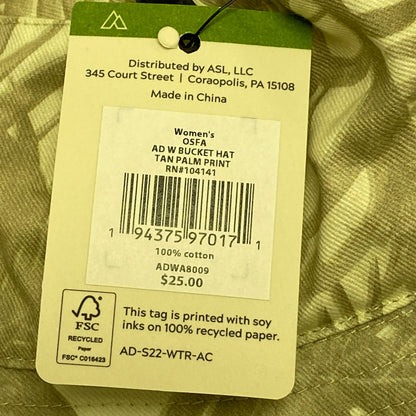 Distributed by ASL, LLC
345 Court Street | Coraopolis, PA 15108
Made in China
Women's
OSFA
AD W BUCKET HAT
TAN PALM PRINT
RN#104141
1 94375 97017 1
100% cotton
ADWA8009
$25.00
FSC
RECYCLED
Paper
FSC® C016423
This tag is printed with soy
inks on 100% recycled paper.
AD-S22-WTR-AC